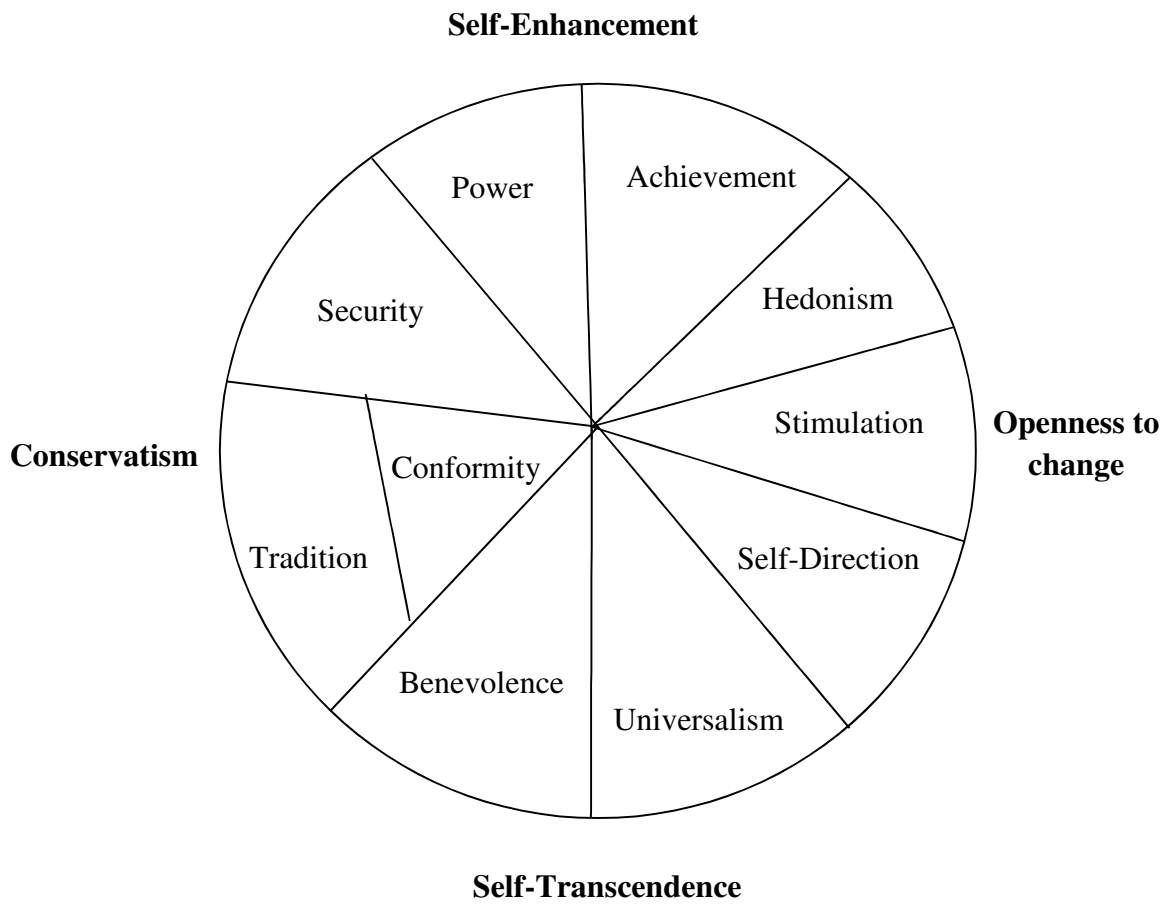 Self-Enhancement
Power
Achievement
Hedonism
Security
Stimulation
Openness to
change
Conservatism
Conformity
Tradition
Self-Direction
Benevolence
Universalism
Self-Transcendence